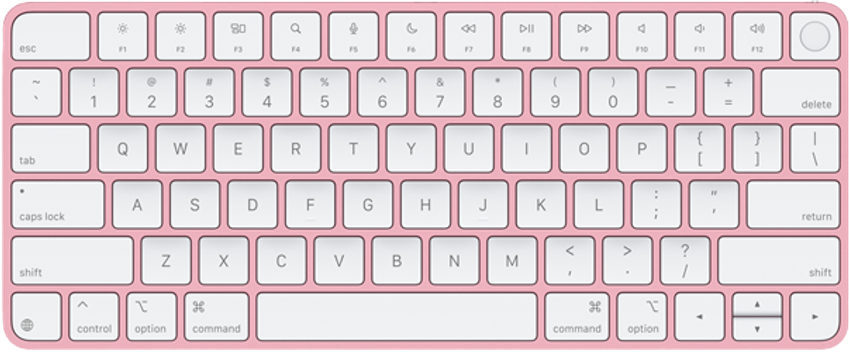 esc F1 F2 F3 F4 F5 F6 F7 F8 F9 F10 F11 F12
~ ! @ # $ % ^ & * ( ) _ +
` 1 2 3 4 5 6 7 8 9 0 - = delete
tab Q W E R T Y U I O P { [ } ] | \
caps lock A S D F G H J K L : ; " ' return
shift Z X C V B N M < , > . ? / shift
control option ⌘ command ⌘ command option